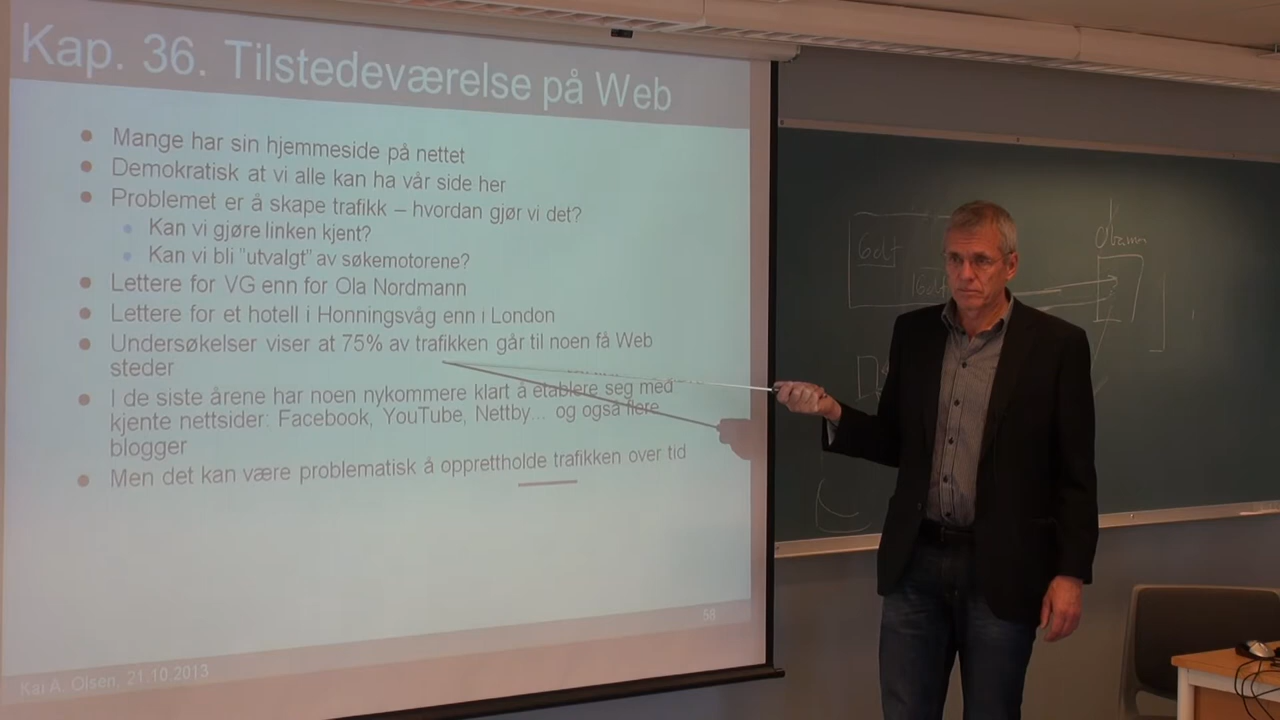 Kap. 36. Tilstedeværelse på Web
Mange har sin hjemmeside på nettet
Demokratisk at vi alle kan ha vår side her
Problemet er å skape trafikk – hvordan gjør vi det?
Kan vi gjøre linken kjent?
Kan vi bli "utvalgt" av søkemotorene?
Lettere for VG enn for Ola Nordmann
Lettere for et hotell i Honningsvåg enn i London
Undersøkelser viser at 75% av trafikken går til noen få Web
steder
I de siste årene har noen nykommere klart å etablere seg med
kjente nettsider: Facebook, YouTube, Nettby... og også flere
blogger
Men det kan være problematisk å opprettholde trafikken over tid
58
Kai A. Olsen, 21.10.2013
Obama